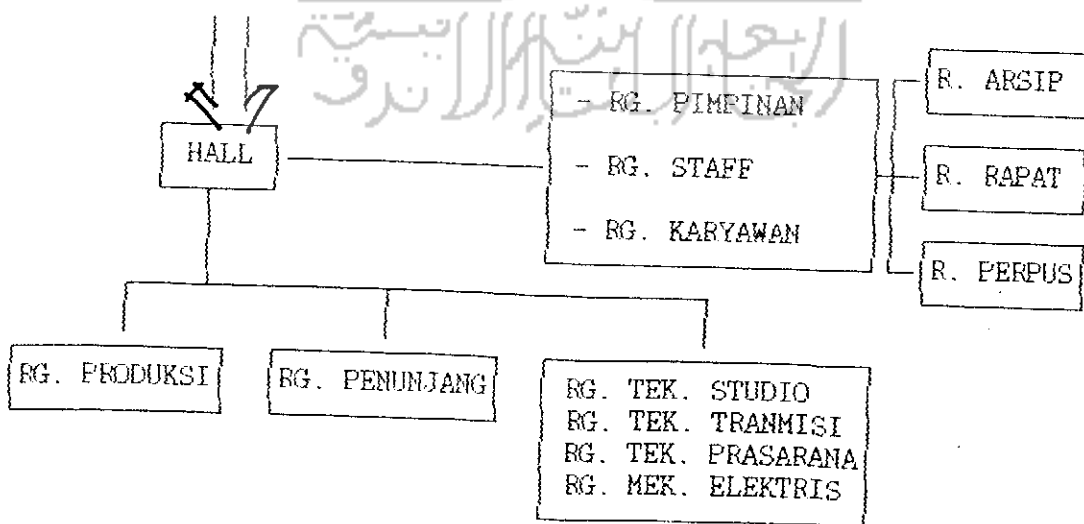 R. ARSIP
- RG. PIMPINAN
HALL
- RG. STAFF
R. RAPAT
- RG. KARYAWAN
R. PERPUS
RG. PRODUKSI
RG. PENUNJANG
RG. TEK. STUDIO
RG. TEK. TRANMISI
RG. TEK. PRASARANA
RG. MEK. ELEKTRIS